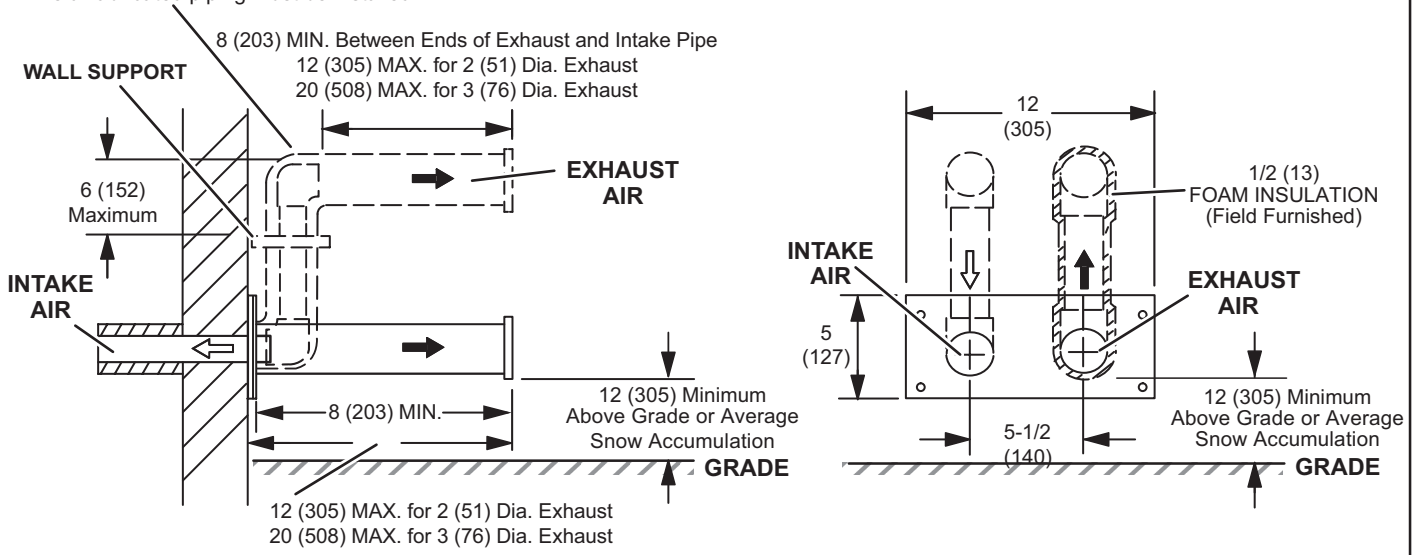 8 (203) MIN. Between Ends of Exhaust and Intake Pipe
12 (305) MAX. for 2 (51) Dia. Exhaust
20 (508) MAX. for 3 (76) Dia. Exhaust
WALL SUPPORT
6 (152)
Maximum
EXHAUST
AIR
INTAKE
AIR
8 (203) MIN.
12 (305) Minimum
Above Grade or Average
Snow Accumulation
GRADE
12 (305) MAX. for 2 (51) Dia. Exhaust
20 (508) MAX. for 3 (76) Dia. Exhaust
12
(305)
1/2 (13)
FOAM INSULATION
(Field Furnished)
INTAKE
AIR
EXHAUST
AIR
5
(127)
5-1/2
(140)
12 (305) Minimum
Above Grade or Average
Snow Accumulation
GRADE